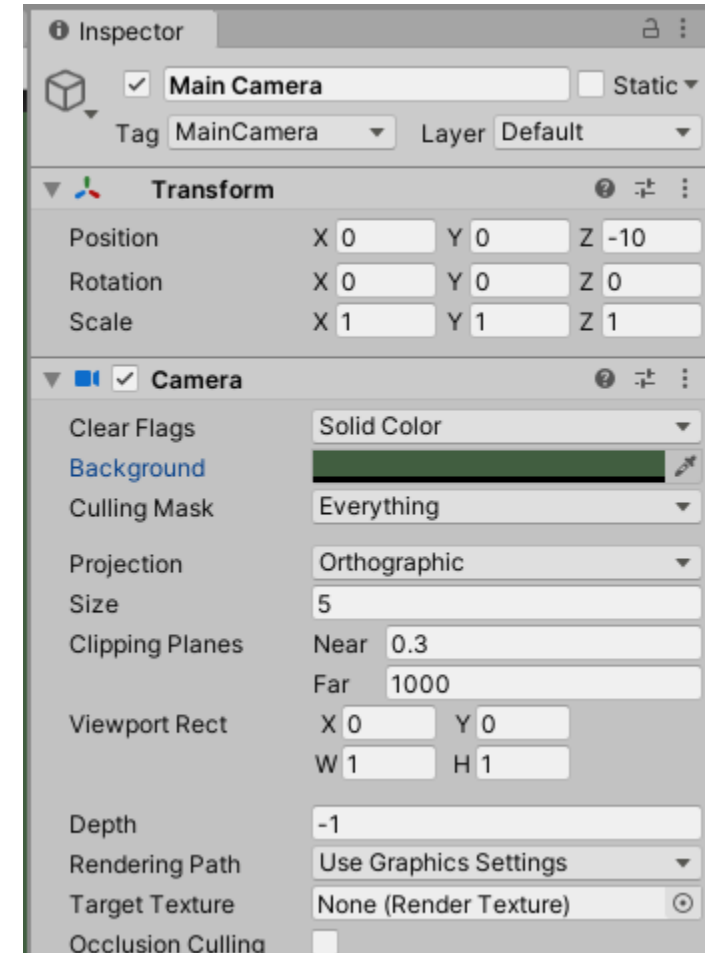 Inspector
Main Camera Static
Tag MainCamera Layer Default
Transform
Position X 0 Y 0 Z -10
Rotation X 0 Y 0 Z 0
Scale X 1 Y 1 Z 1
Camera
Clear Flags Solid Color
Background
Culling Mask Everything
Projection Orthographic
Size 5
Clipping Planes Near 0.3
Far 1000
Viewport Rect X 0 Y 0
W 1 H 1
Depth -1
Rendering Path Use Graphics Settings
Target Texture None (Render Texture)
Occlusion Culling